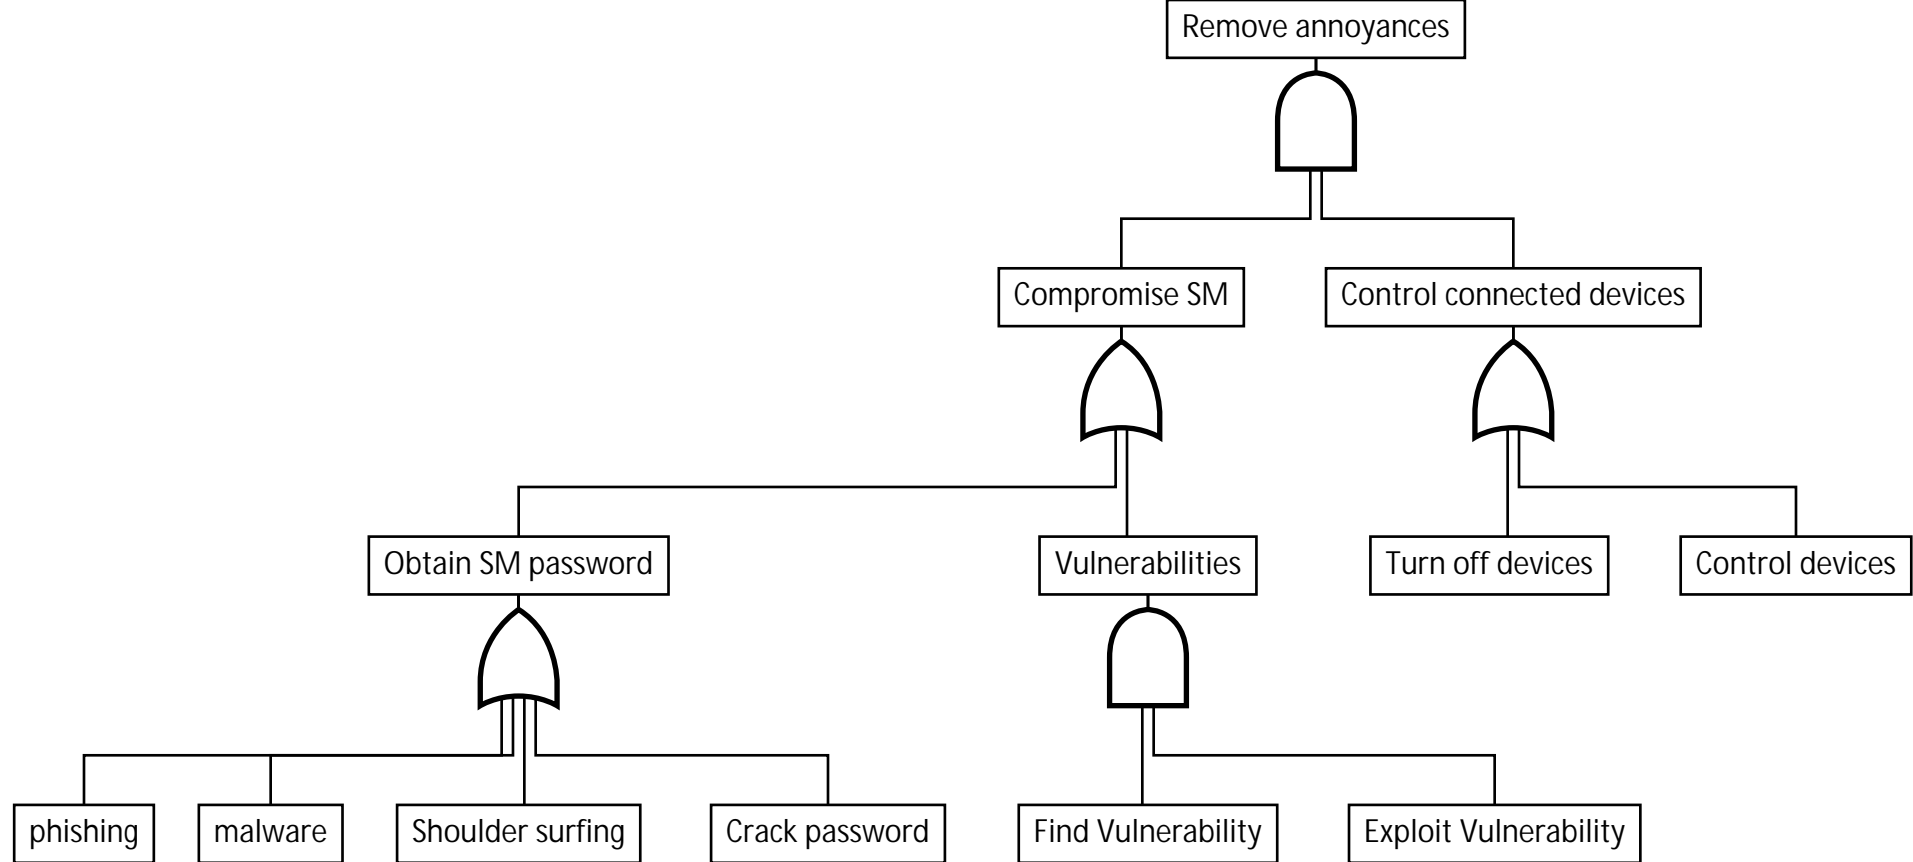 Remove annoyances
Compromise SM
Control connected devices
Obtain SM password
Vulnerabilities
Turn off devices
Control devices
phishing
malware
Shoulder surfing
Crack password
Find Vulnerability
Exploit Vulnerability